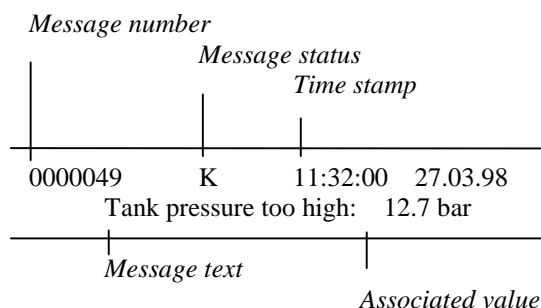 Message number
Message status
Time stamp
0000049 K 11:32:00 27.03.98
Tank pressure too high: 12.7 bar
Message text
Associated value